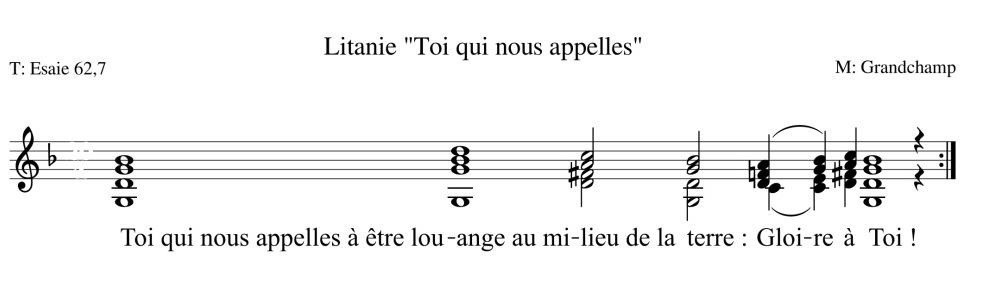 Litanie "Toi qui nous appelles"
T: Esaie 62,7
M: Grandchamp
Toi qui nous appelles à être lou-ange au mi-lieu de la terre : Gloi-re à Toi !